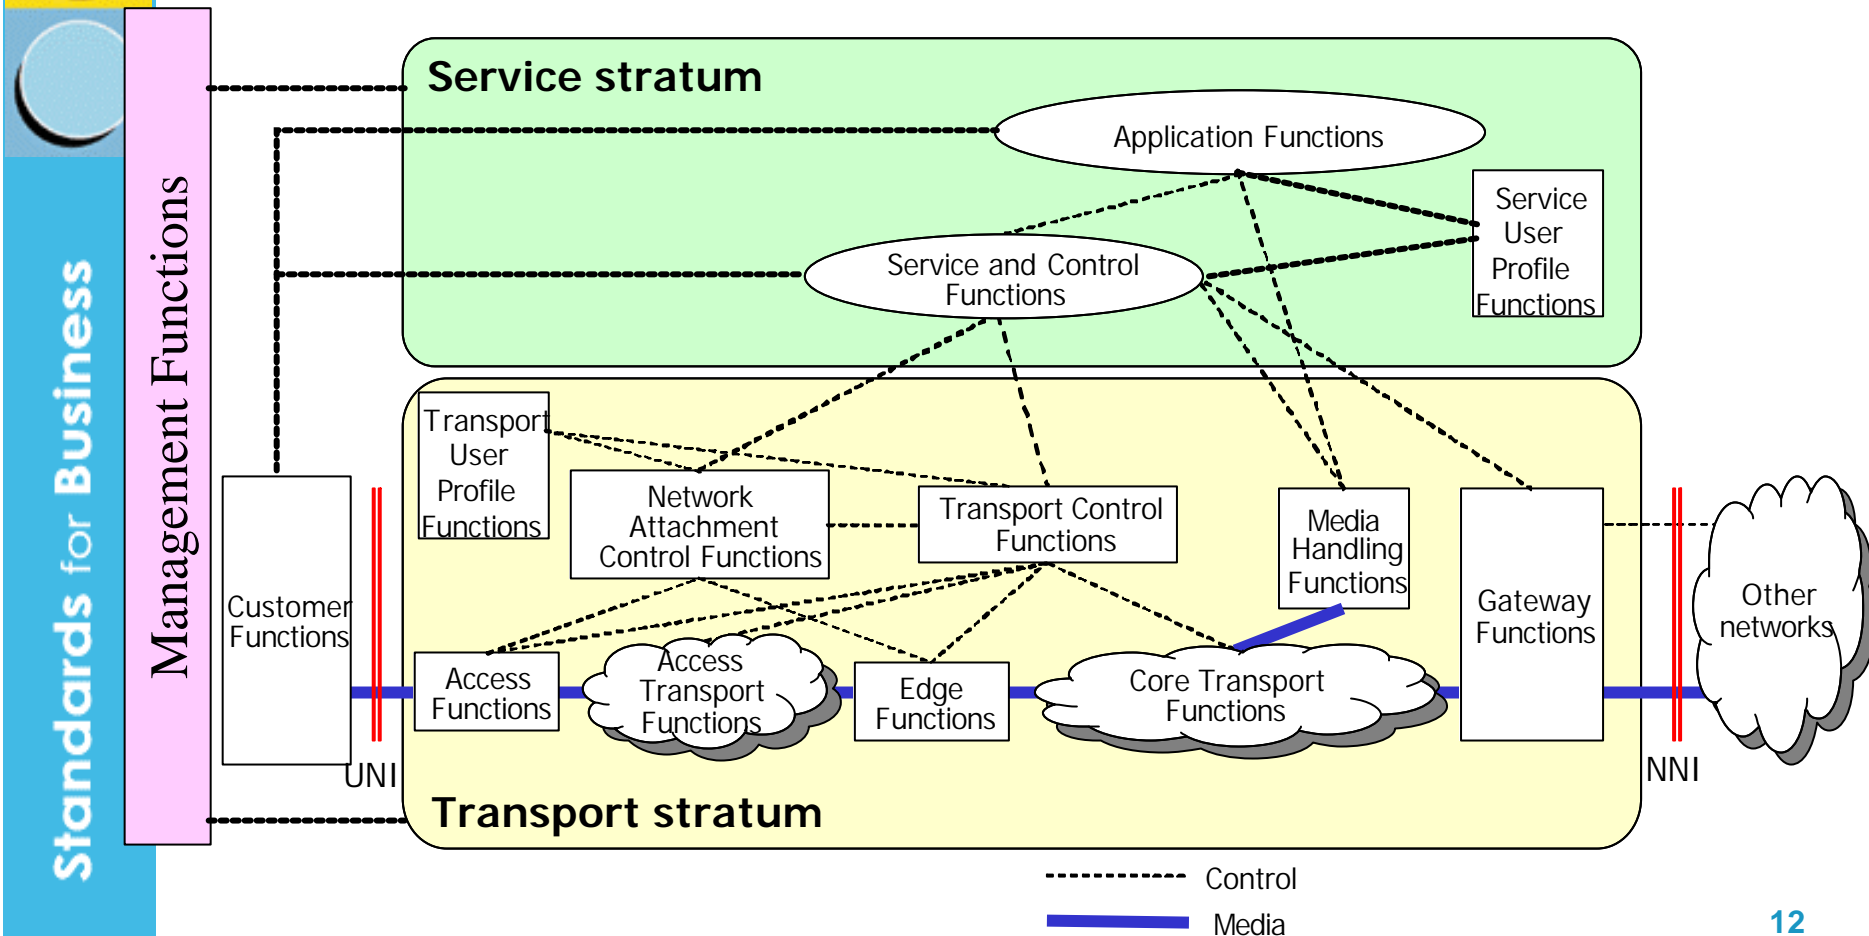 Standards for Business
Management Functions
Service stratum
Application Functions
Service
User
Profile
Functions
Service and Control
Functions
Transport
User
Profile
Functions
Network
Attachment
Control Functions
Transport Control
Functions
Media
Handling
Functions
Customer
Functions
Gateway
Functions
Other
networks
Access
Functions
Access
Transport
Functions
Edge
Functions
Core Transport
Functions
UNI
NNI
Transport stratum
Control
Media
12